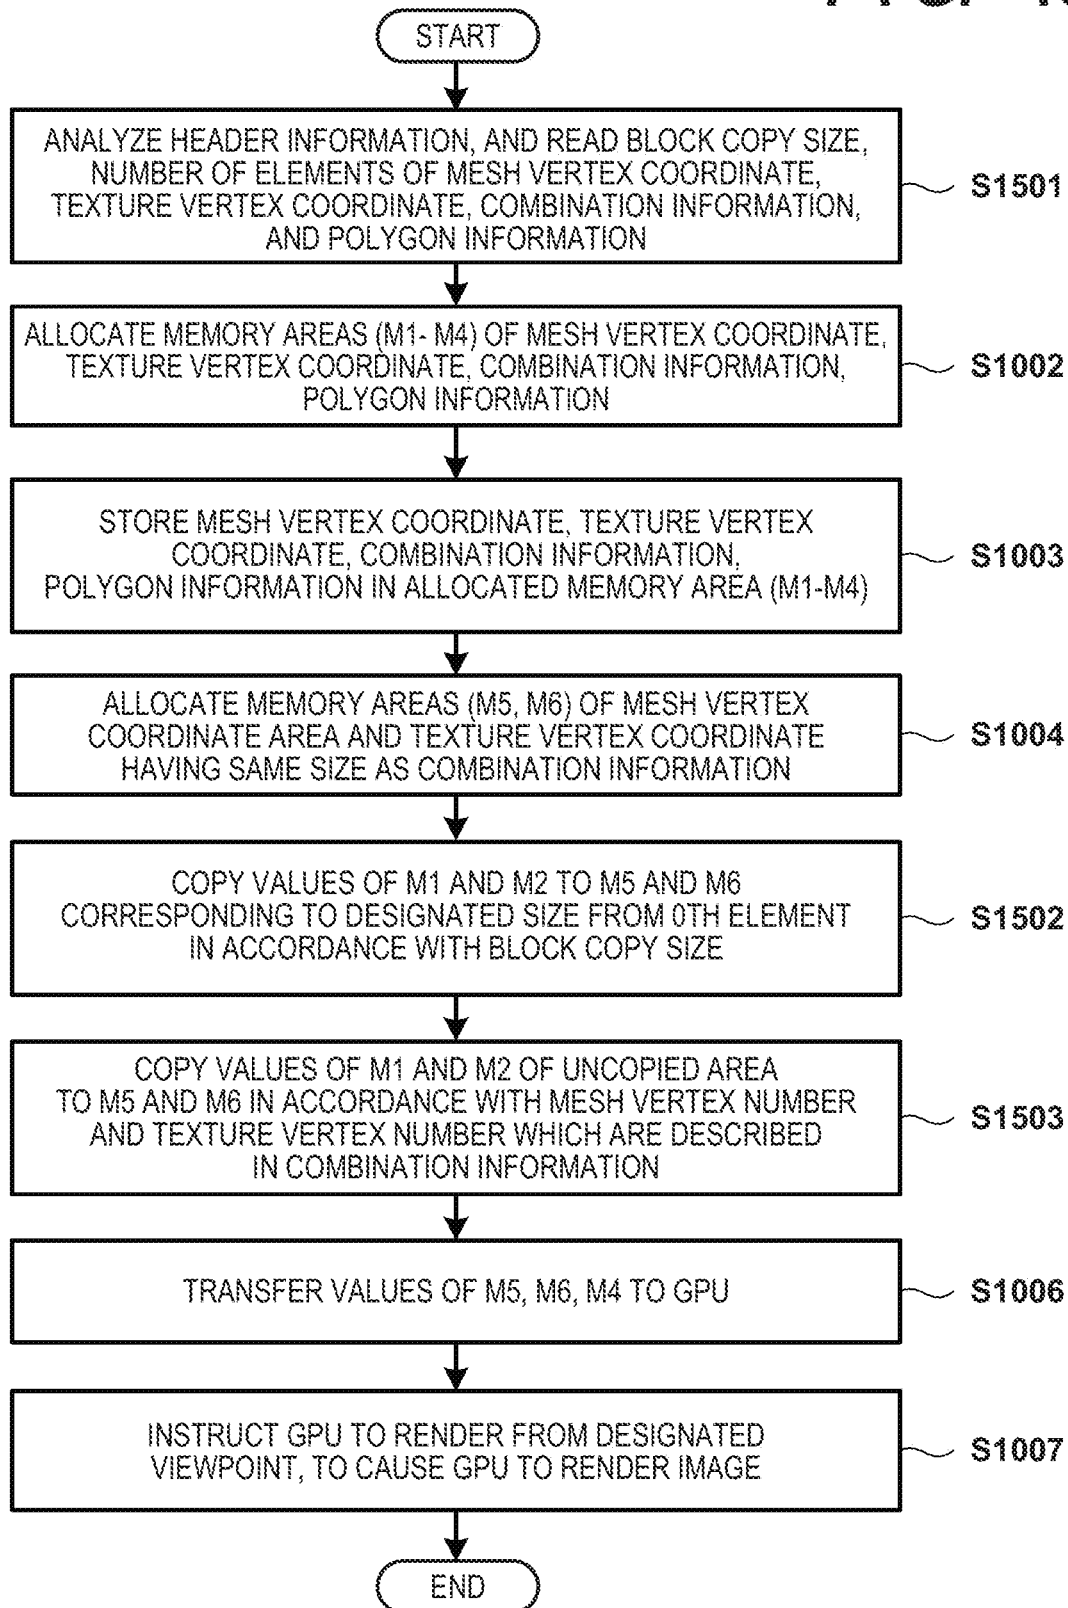 START
ANALYZE HEADER INFORMATION, AND READ BLOCK COPY SIZE,
NUMBER OF ELEMENTS OF MESH VERTEX COORDINATE,
TEXTURE VERTEX COORDINATE, COMBINATION INFORMATION,
AND POLYGON INFORMATION
S1501
ALLOCATE MEMORY AREAS (M1- M4) OF MESH VERTEX COORDINATE,
TEXTURE VERTEX COORDINATE, COMBINATION INFORMATION,
POLYGON INFORMATION
S1002
STORE MESH VERTEX COORDINATE, TEXTURE VERTEX
COORDINATE, COMBINATION INFORMATION,
POLYGON INFORMATION IN ALLOCATED MEMORY AREA (M1-M4)
S1003
ALLOCATE MEMORY AREAS (M5, M6) OF MESH VERTEX
COORDINATE AREA AND TEXTURE VERTEX COORDINATE
HAVING SAME SIZE AS COMBINATION INFORMATION
S1004
COPY VALUES OF M1 AND M2 TO M5 AND M6
CORRESPONDING TO DESIGNATED SIZE FROM 0TH ELEMENT
IN ACCORDANCE WITH BLOCK COPY SIZE
S1502
COPY VALUES OF M1 AND M2 OF UNCOPIED AREA
TO M5 AND M6 IN ACCORDANCE WITH MESH VERTEX NUMBER
AND TEXTURE VERTEX NUMBER WHICH ARE DESCRIBED
IN COMBINATION INFORMATION
S1503
TRANSFER VALUES OF M5, M6, M4 TO GPU
S1006
INSTRUCT GPU TO RENDER FROM DESIGNATED
VIEWPOINT, TO CAUSE GPU TO RENDER IMAGE
S1007
END